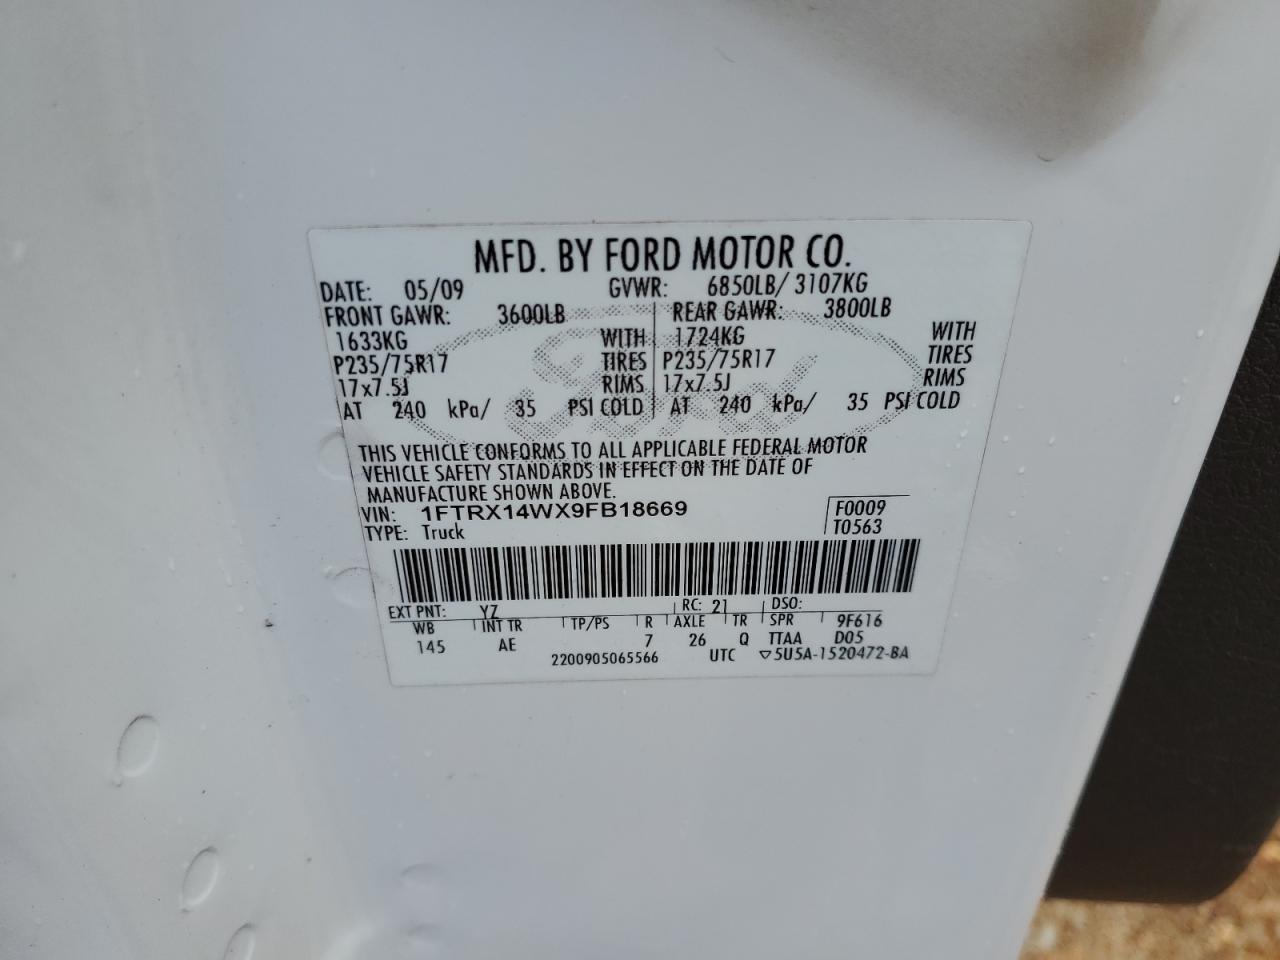 MFD. BY FORD MOTOR CO.
DATE: 05/09 GVWR: 6850LB/ 3107KG
FRONT GAWR: 3600LB REAR GAWR: 3800LB
1633KG WITH 1724KG WITH
P235/75R17 TIRES P235/75R17 TIRES
17x7.5J RIMS 17x7.5J RIMS
AT 240 kPa/ 35 PSI COLD AT 240 kPa/ 35 PSI COLD
THIS VEHICLE CONFORMS TO ALL APPLICABLE FEDERAL MOTOR
VEHICLE SAFETY STANDARDS IN EFFECT ON THE DATE OF
MANUFACTURE SHOWN ABOVE.
VIN: 1FTRX14WX9FB18669 F0009
TYPE: Truck T0563
EXT PNT: YZ RC: 21 DSO:
WB INT TR TP/PS R AXLE TR SPR 9F616
145 AE 7 26 Q TTAA D05
2200905065566 UTC ▽5U5A-1520472-BA
Ford